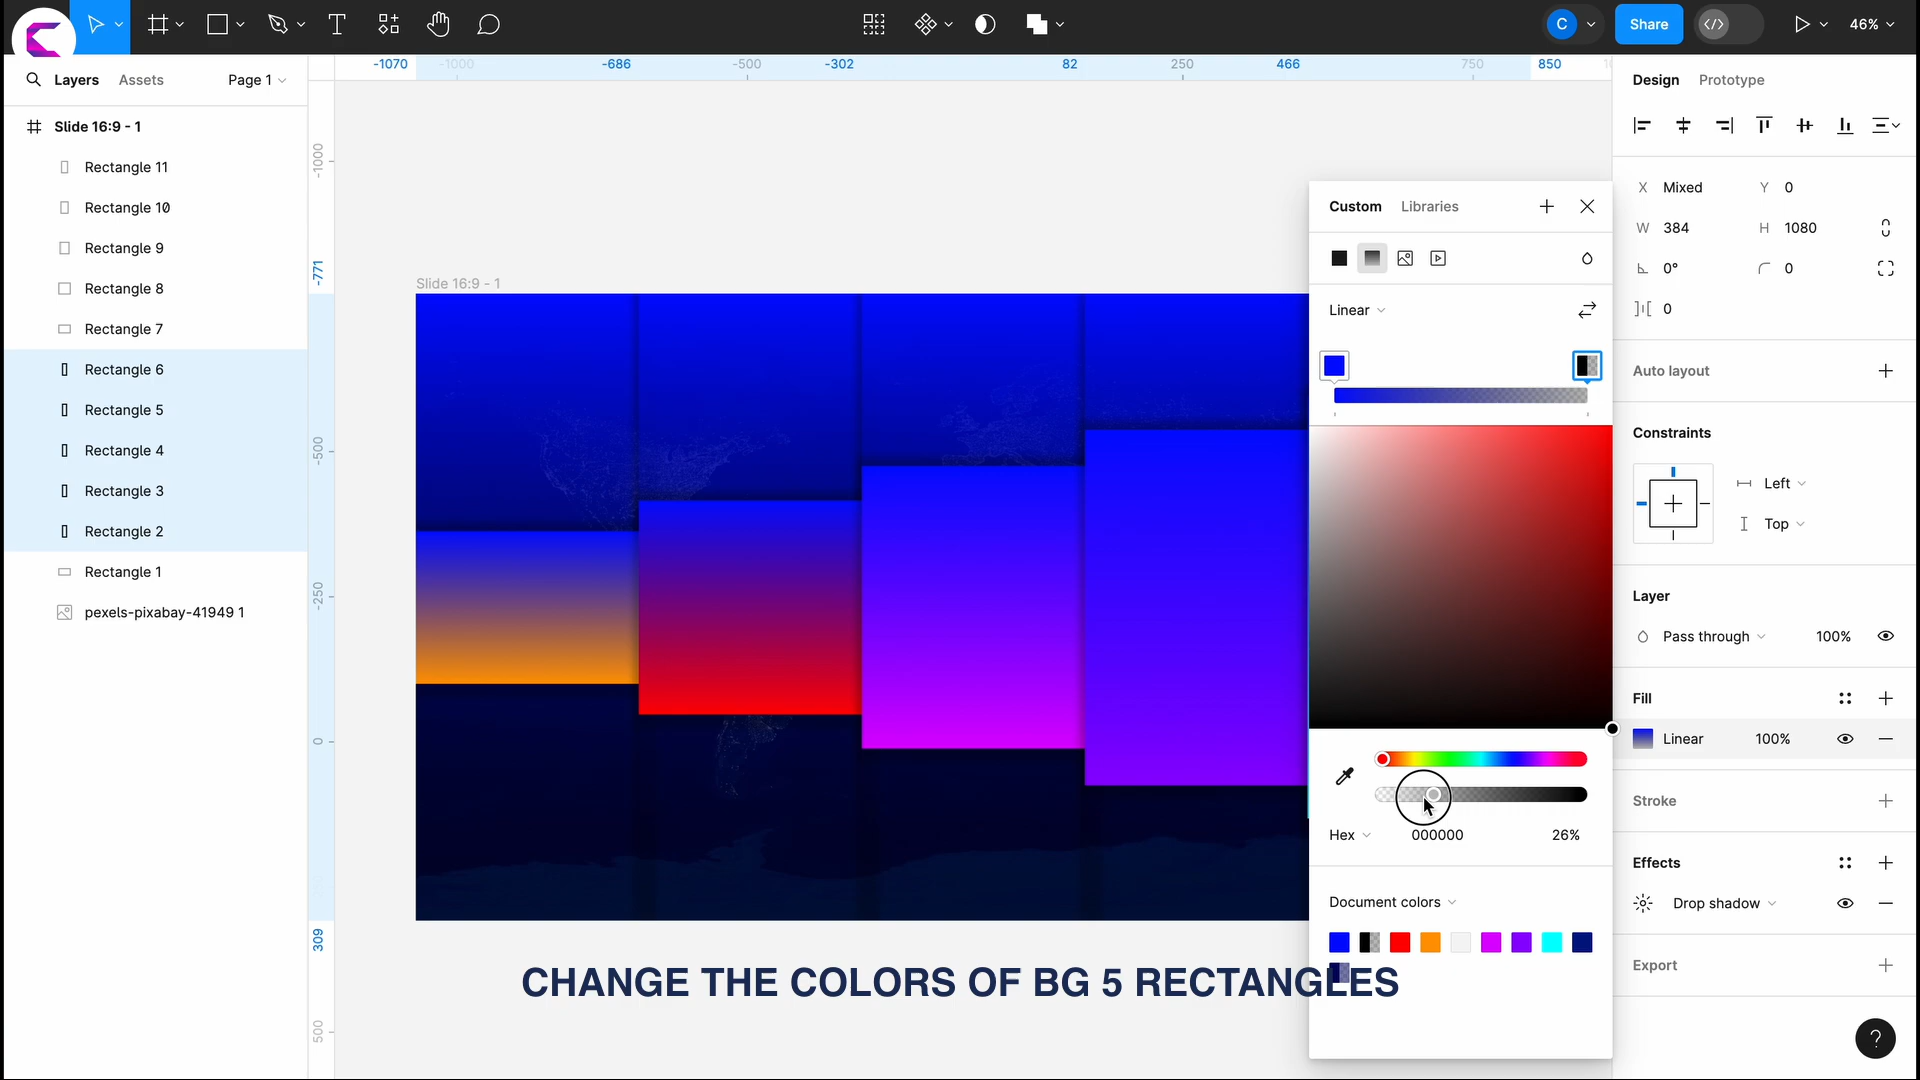 C
Share
46%
Layers
Assets
Page 1
-1070
-1000
-686
-500
-302
82
250
466
750
850
Design
Prototype
Slide 16:9 - 1
Rectangle 11
Rectangle 10
Rectangle 9
Rectangle 8
Rectangle 7
Rectangle 6
Rectangle 5
Rectangle 4
Rectangle 3
Rectangle 2
Rectangle 1
pexels-pixabay-41949 1
-1000
-771
-500
-250
0
309
500
Slide 16:9 - 1
Custom
Libraries
Linear
Hex
000000
26%
Document colors
X Mixed
Y 0
W 384
H 1080
0°
0
0
Auto layout
Constraints
Left
Top
Layer
Pass through
100%
Fill
Linear
100%
Stroke
Effects
Drop shadow
Export
?
CHANGE THE COLORS OF BG 5 RECTANGLES